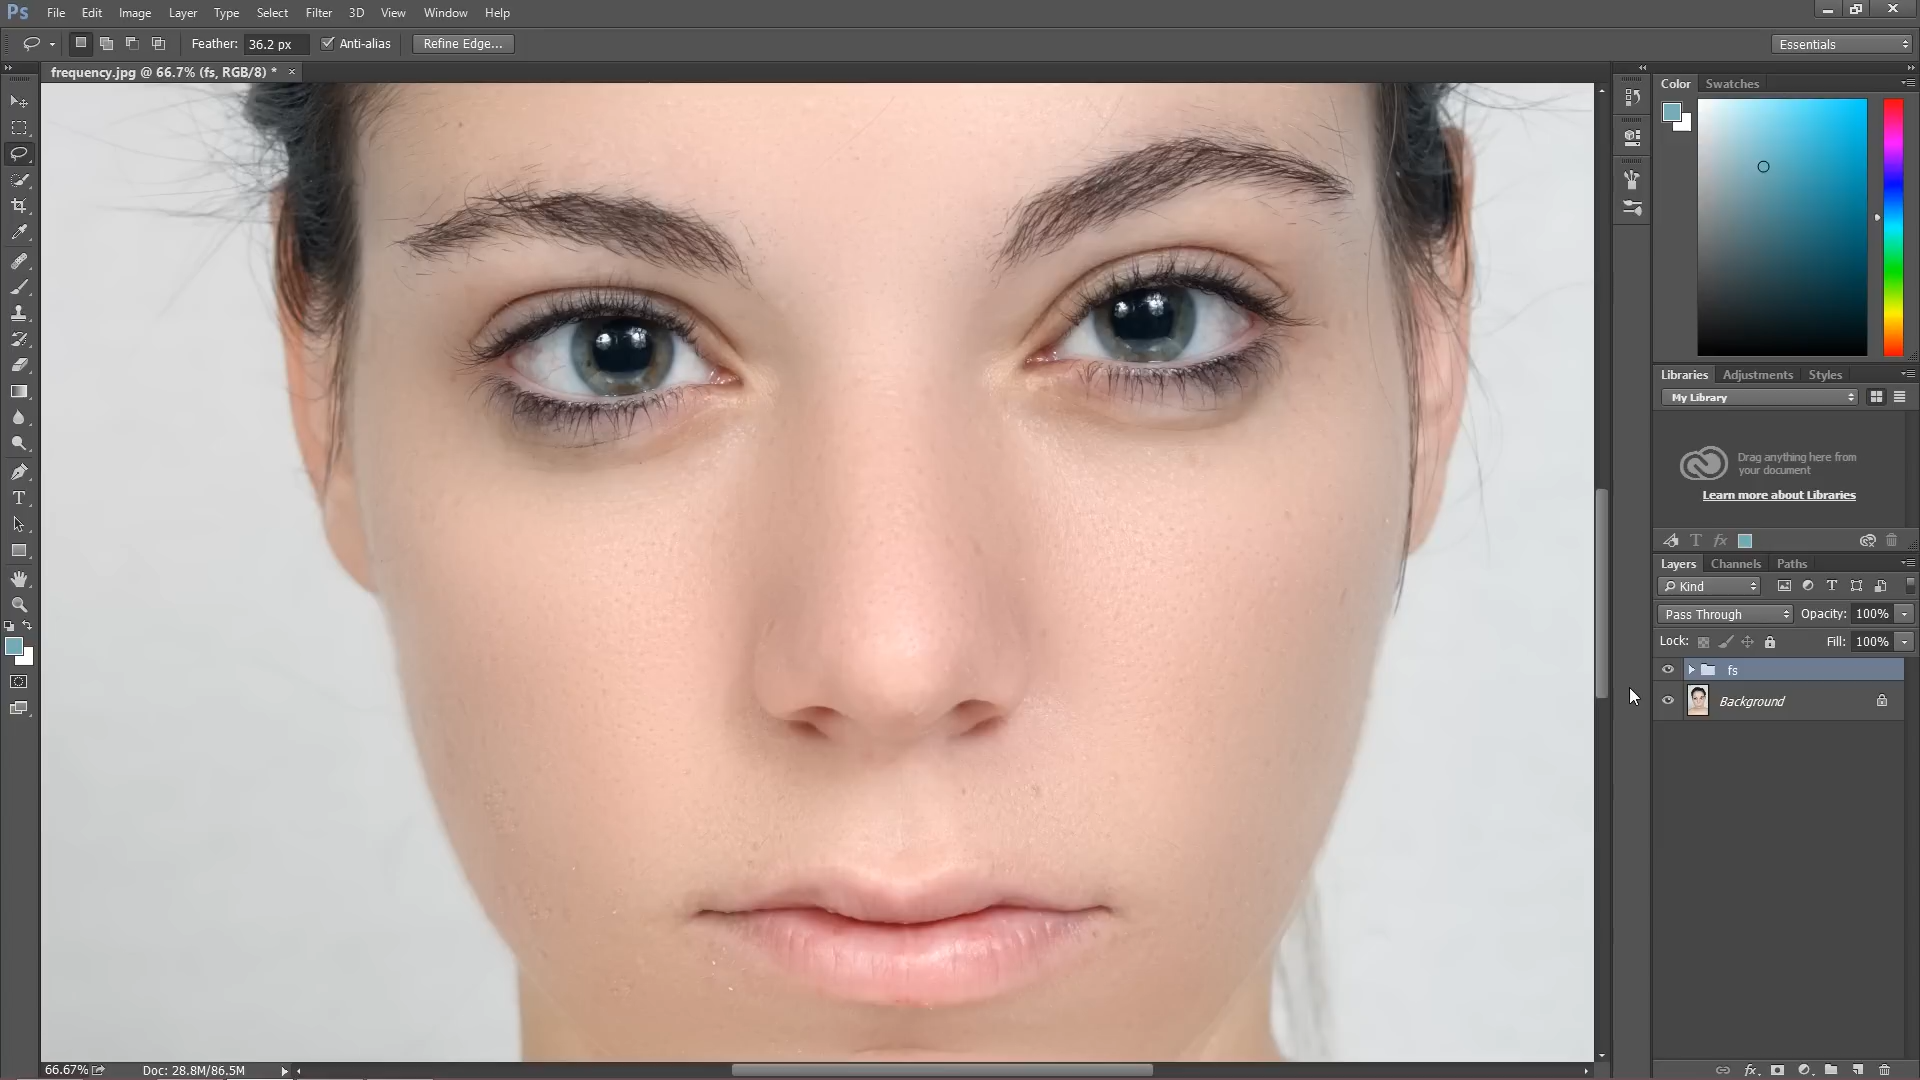 Ps File Edit Image Layer Type Select Filter 3D View Window Help
Feather: 36.2 px Anti-alias Refine Edge... Essentials
frequency.jpg @ 66.7% (fs, RGB/8) * ×
Color Swatches
Libraries Adjustments Styles
My Library
Drag anything here from
your document
Learn more about Libraries
T fx
Layers Channels Paths
Kind T
Pass Through Opacity: 100%
Lock: Fill: 100%
fs
Background
T
66.67% Doc: 28.8M/86.5M fx